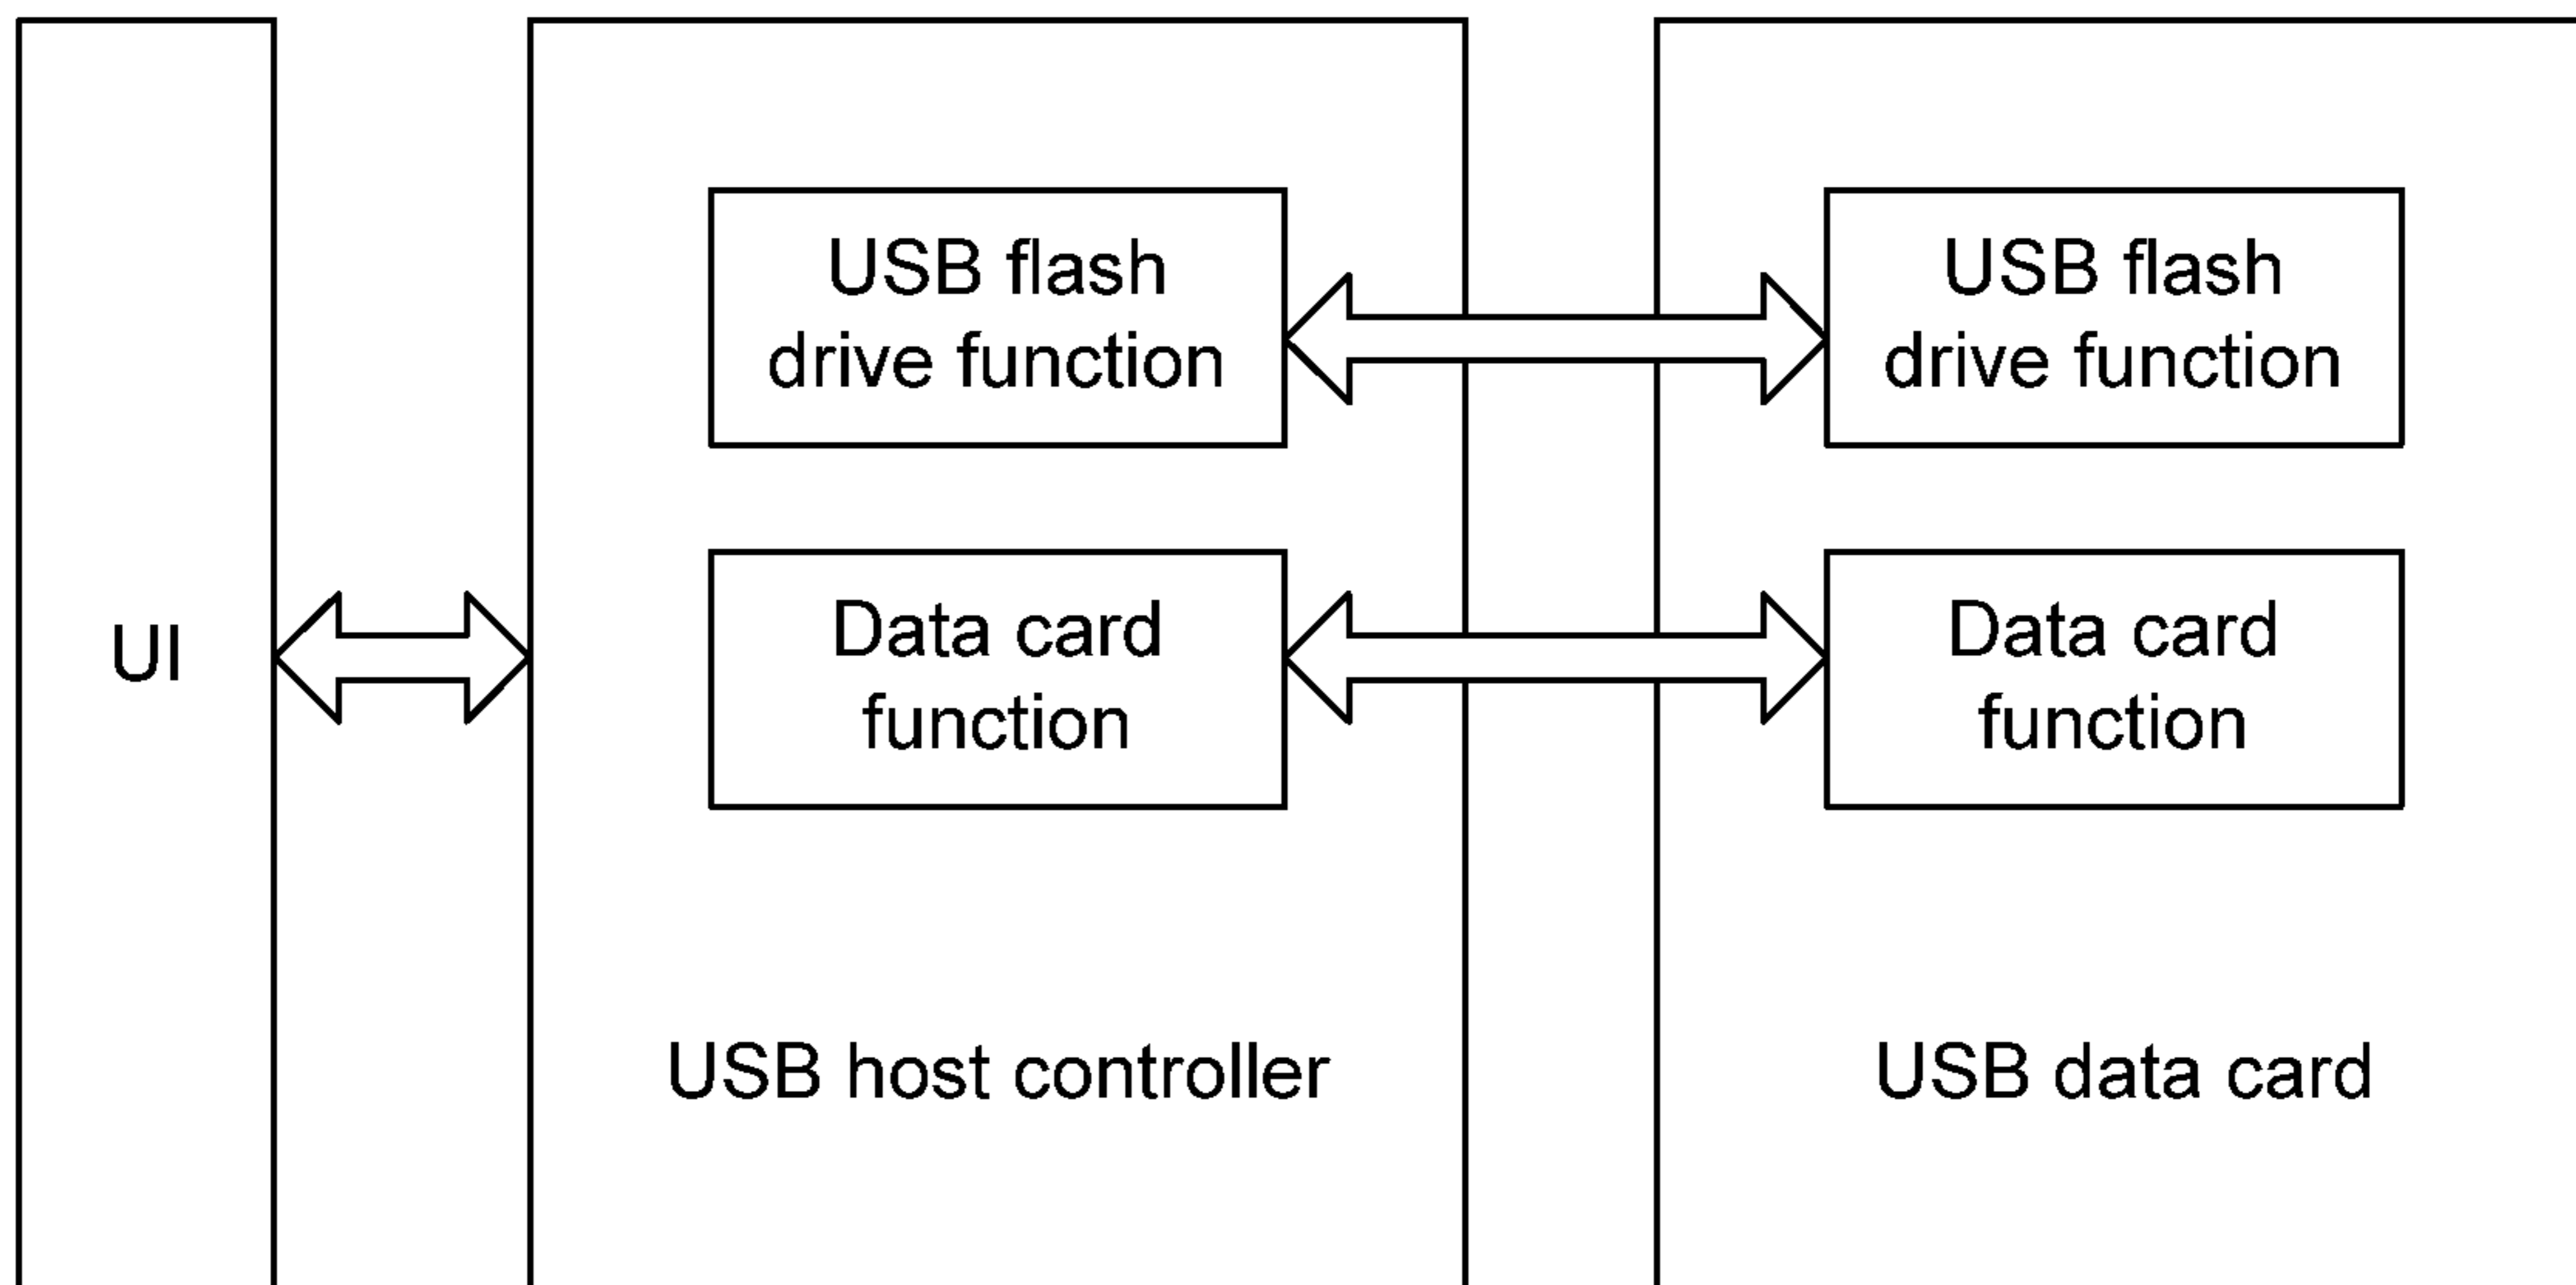 UI
USB flash
drive function
Data card
function
USB host controller
USB flash
drive function
Data card
function
USB data card